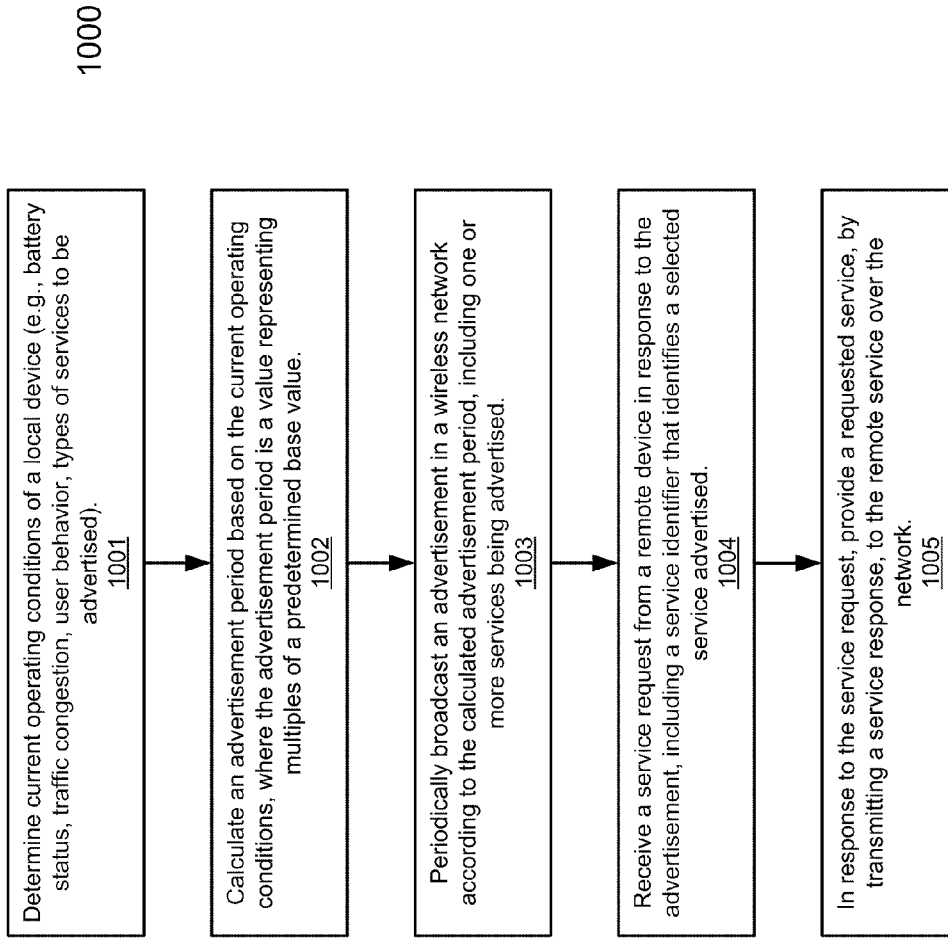 1000
Determine current operating conditions of a local device (e.g., battery
status, traffic congestion, user behavior, types of services to be
advertised).
1001
Calculate an advertisement period based on the current operating
conditions, where the advertisement period is a value representing
multiples of a predetermined base value.
1002
Periodically broadcast an advertisement in a wireless network
according to the calculated advertisement period, including one or
more services being advertised.
1003
Receive a service request from a remote device in response to the
advertisement, including a service identifier that identifies a selected
service advertised.
1004
In response to the service request, provide a requested service, by
transmitting a service response, to the remote service over the
network.
1005